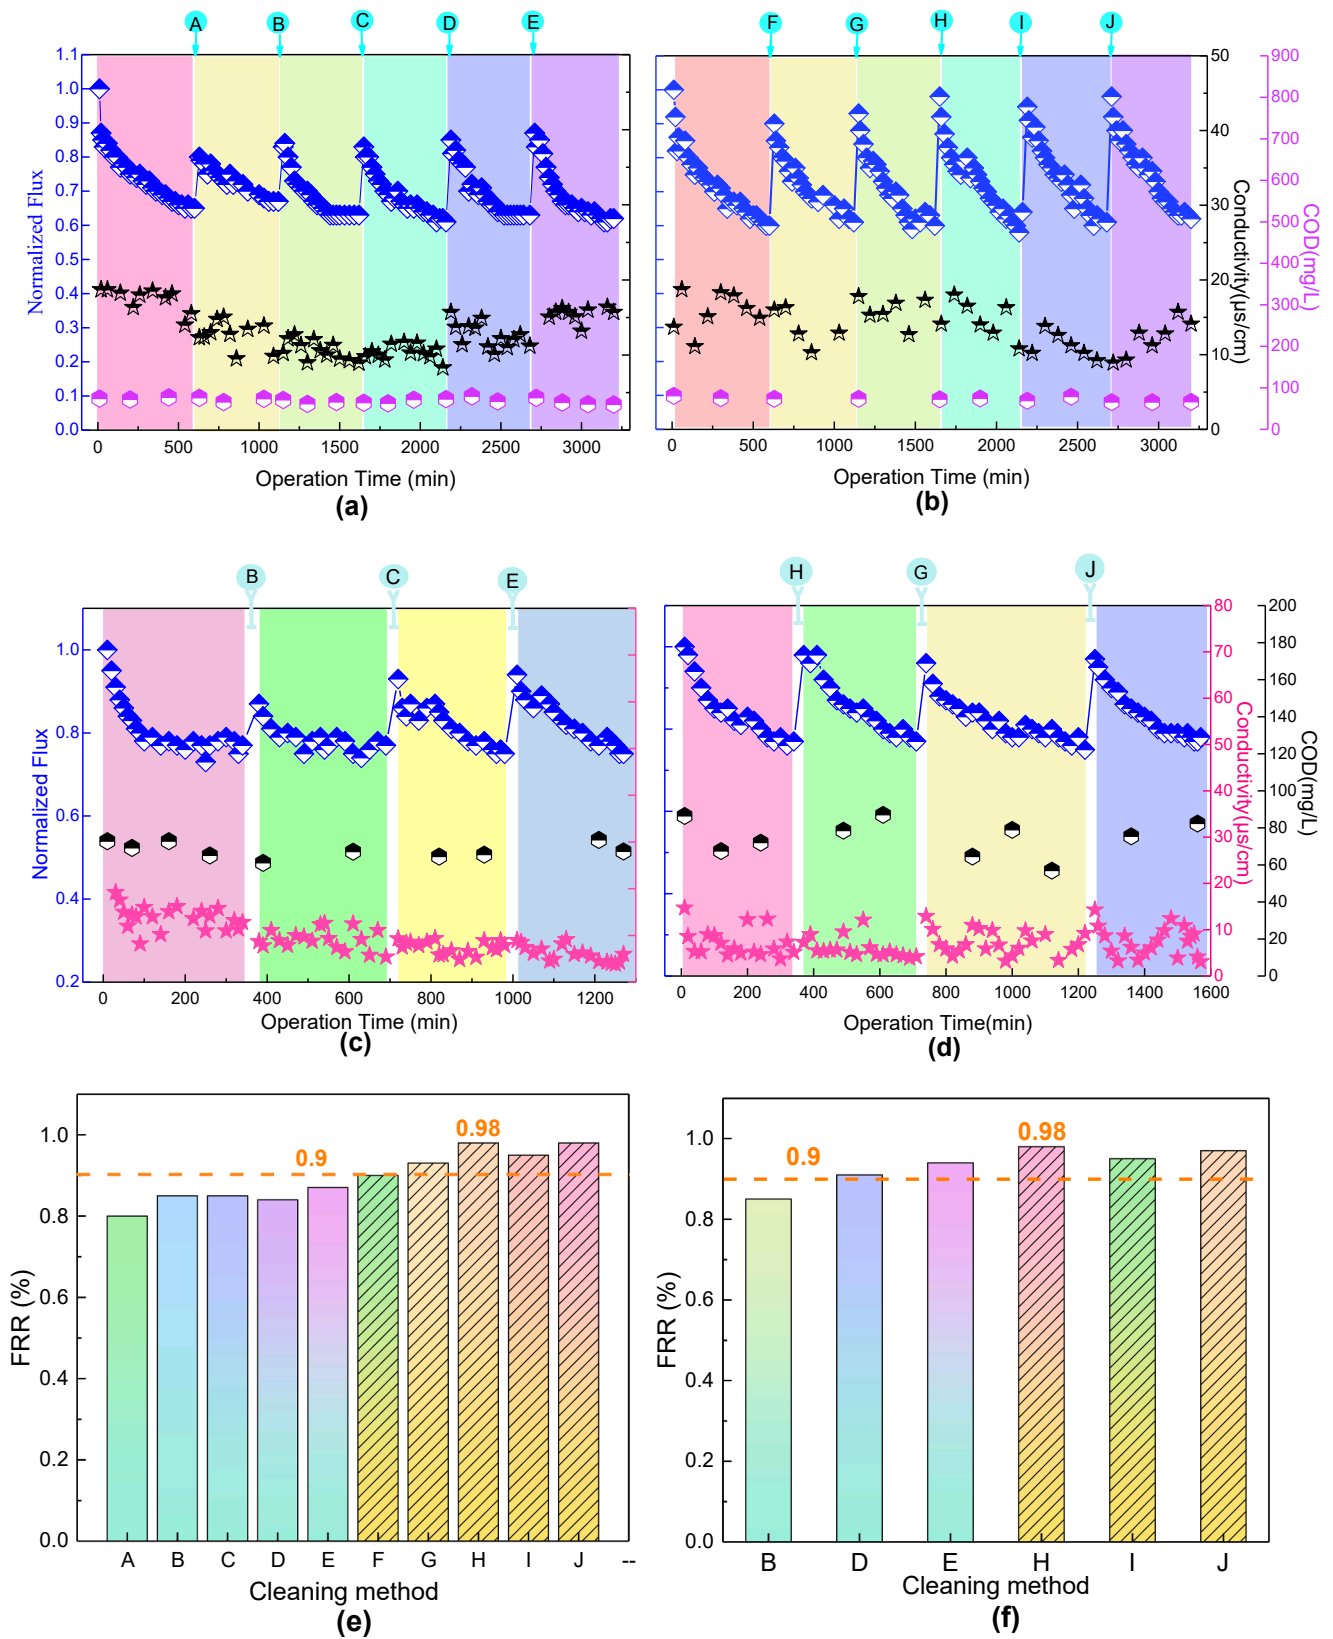 A B C D E
F G H I J
1.1
1.0
0.9
0.8
0.7
0.6
0.5
0.4
0.3
0.2
0.1
0.0
Normalized Flux
0 500 1000 1500 2000 2500 3000
Operation Time (min)
(a)
50
40
30
20
10
0
Conductivity(μs/cm)
900
800
700
600
500
400
300
200
100
0
COD(mg/L)
0 500 1000 1500 2000 2500 3000
Operation Time (min)
(b)
B C E
1.0
0.8
0.6
0.4
0.2
Normalized Flux
0 200 400 600 800 1000 1200
Operation Time (min)
(c)
H G J
80
70
60
50
40
30
20
10
0
Conductivity(μs/cm)
200
180
160
140
120
100
80
60
40
20
0
COD(mg/L)
0 200 400 600 800 1000 1200 1400 1600
Operation Time(min)
(d)
1.0
0.8
0.6
0.4
0.2
0.0
FRR (%)
0.9
0.98
A B C D E F G H I J --
Cleaning method
(e)
1.0
0.8
0.6
0.4
0.2
0.0
FRR (%)
0.9
0.98
B D E H I J
Cleaning method
(f)